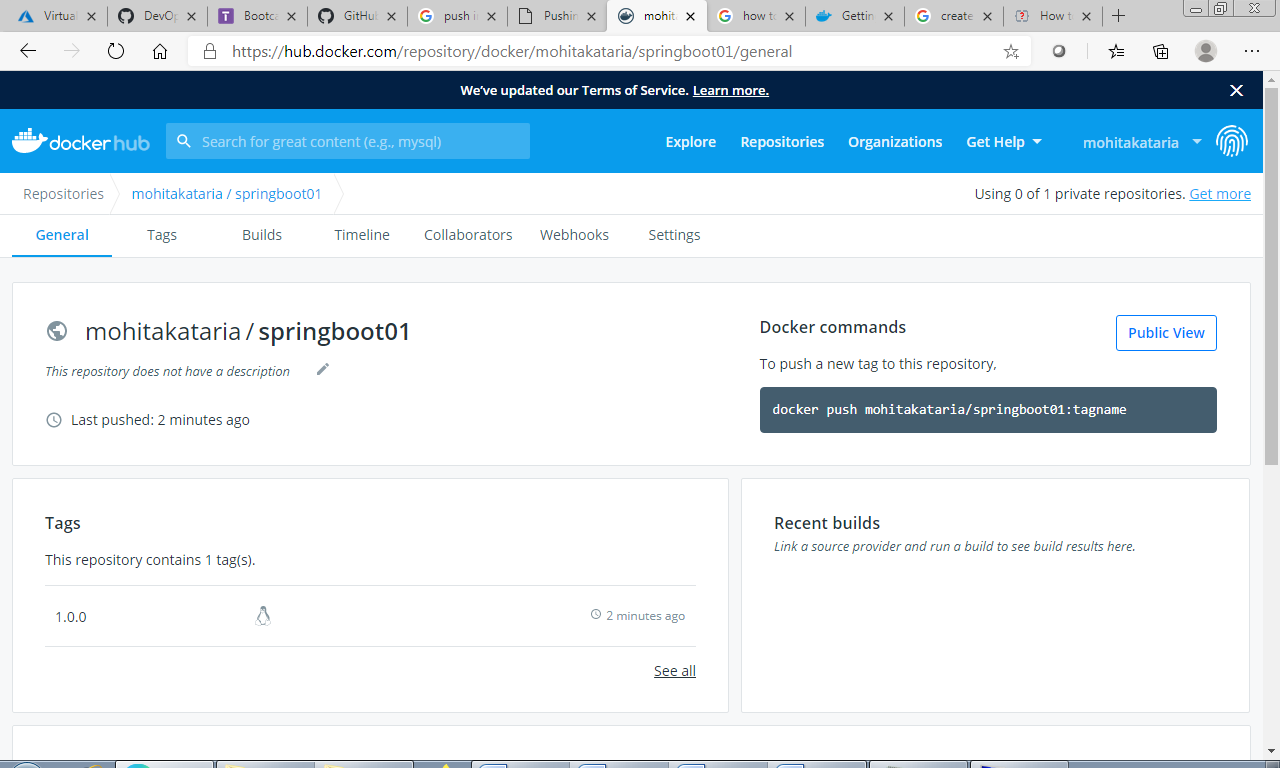 Virtual
DevOp
Bootca
GitHub
push i
Pushin
mohit
how to
Gettin
create
How t
https://hub.docker.com/repository/docker/mohitakataria/springboot01/general
We've updated our Terms of Service. Learn more.
docker hub
Search for great content (e.g., mysql)
Explore
Repositories
Organizations
Get Help
mohitakataria
Repositories
mohitakataria / springboot01
Using 0 of 1 private repositories. Get more
General
Tags
Builds
Timeline
Collaborators
Webhooks
Settings
mohitakataria / springboot01
This repository does not have a description
Last pushed: 2 minutes ago
Docker commands
Public View
To push a new tag to this repository,
docker push mohitakataria/springboot01:tagname
Tags
This repository contains 1 tag(s).
1.0.0
2 minutes ago
See all
Recent builds
Link a source provider and run a build to see build results here.